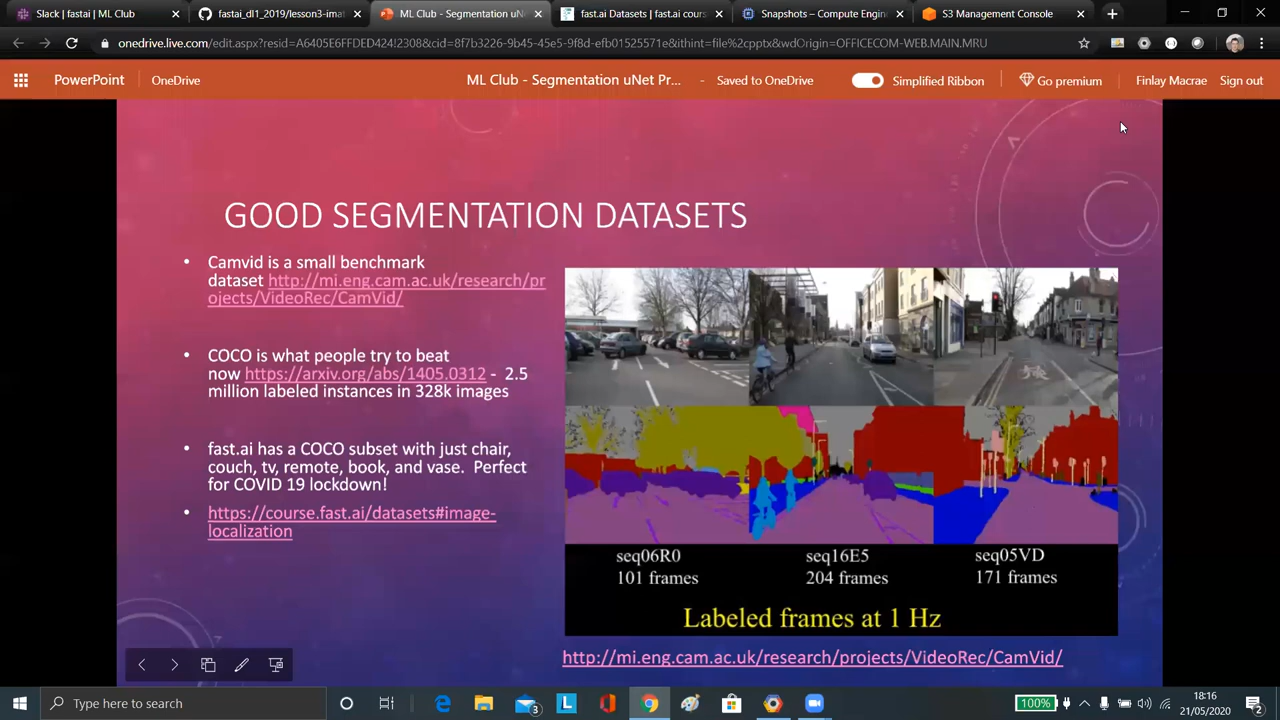 Slack | fastai | ML Club
fastai_dl1_2019/lesson3-imat
ML Club - Segmentation uNet
fast.ai Datasets | fast.ai cours
Snapshots – Compute Engin
S3 Management Console
onedrive.live.com/edit.aspx?resid=A6405E6FFDED424!2308&cid=8f7b3226-9b45-45e5-9f8d-efb01525571e&ithint=file%2cpptx&wdOrigin=OFFICECOM-WEB.MAIN.MRU
PowerPoint
OneDrive
ML Club - Segmentation uNet Pr... - Saved to OneDrive
Simplified Ribbon
Go premium
Finlay Macrae
Sign out
GOOD SEGMENTATION DATASETS
• Camvid is a small benchmark
dataset http://mi.eng.cam.ac.uk/research/pr
ojects/VideoRec/CamVid/
• COCO is what people try to beat
now https://arxiv.org/abs/1405.0312 - 2.5
million labeled instances in 328k images
• fast.ai has a COCO subset with just chair,
couch, tv, remote, book, and vase. Perfect
for COVID 19 lockdown!
• https://course.fast.ai/datasets#image-
localization
seq06R0
101 frames
seq16E5
204 frames
seq05VD
171 frames
Labeled frames at 1 Hz
http://mi.eng.cam.ac.uk/research/projects/VideoRec/CamVid/
Type here to search
3
L
100%
18:16
21/05/2020
2